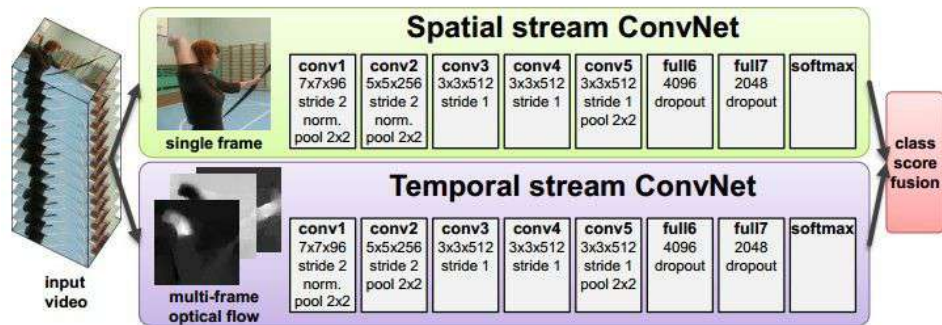 Spatial stream ConvNet
conv1
7x7x96
stride 2
norm.
pool 2x2
conv2
5x5x256
stride 2
norm.
pool 2x2
conv3
3x3x512
stride 1
conv4
3x3x512
stride 1
conv5
3x3x512
stride 1
pool 2x2
full6
4096
dropout
full7
2048
dropout
softmax
single frame
Temporal stream ConvNet
conv1
7x7x96
stride 2
norm.
pool 2x2
conv2
5x5x256
stride 2
pool 2x2
conv3
3x3x512
stride 1
conv4
3x3x512
stride 1
conv5
3x3x512
stride 1
pool 2x2
full6
4096
dropout
full7
2048
dropout
softmax
multi-frame
optical flow
input
video
class
score
fusion